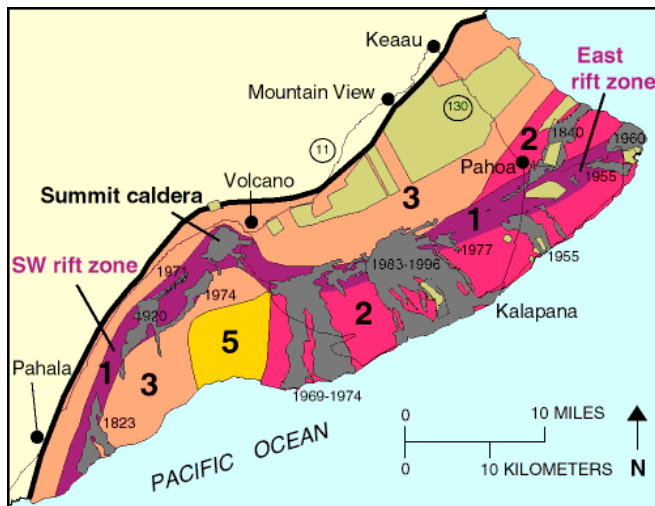 Keaau
East
rift zone
Mountain View
130
11
2
1840
1960
Pahoa
1955
Volcano
Summit caldera
3
1
1977
SW rift zone
1971
1983-1996
1955
1974
4920
Kalapana
5
2
Pahala
1
3
1969-1974
1823
0
10 MILES
PACIFIC OCEAN
0
10 KILOMETERS
N